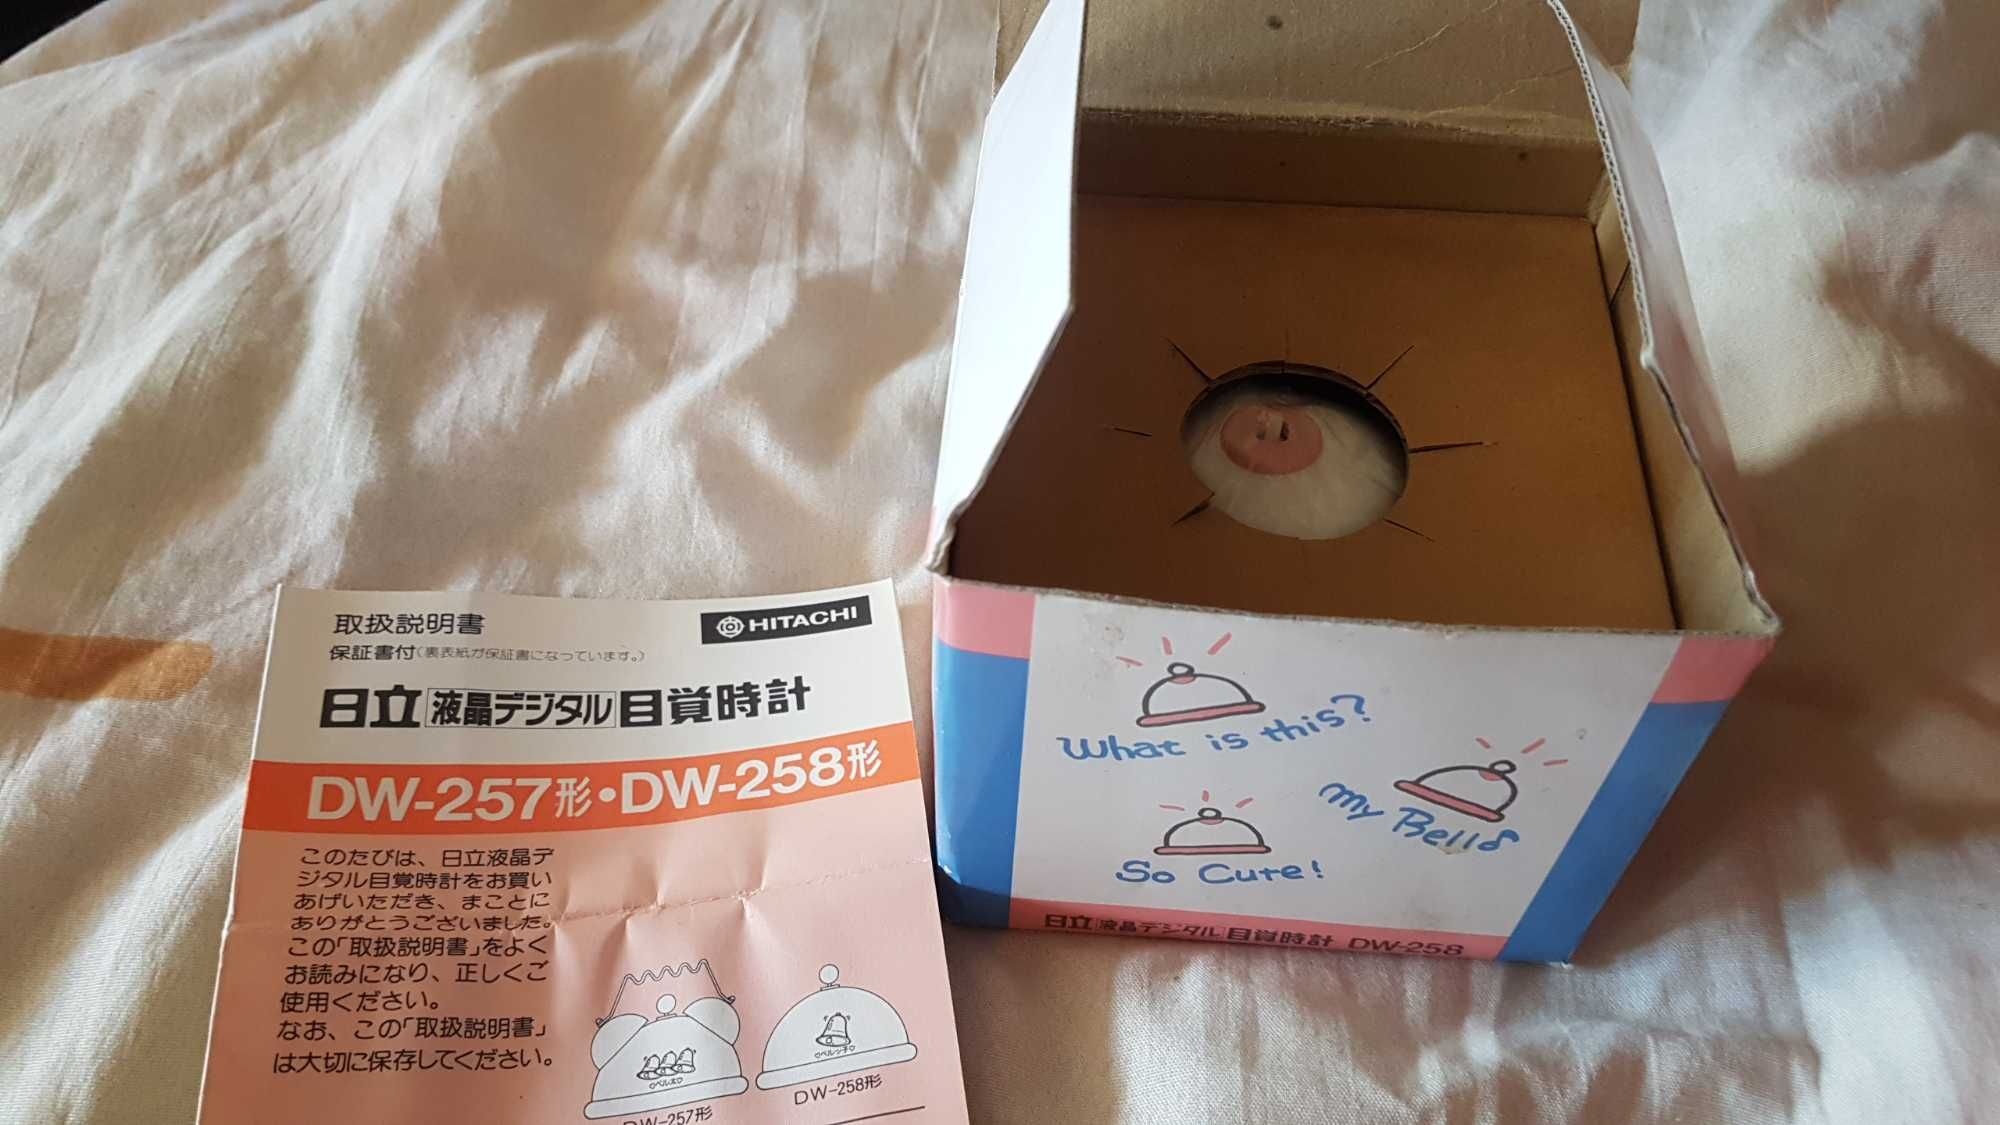 取扱説明書
HITACHI
保証書付(裏表紙が保証書になっています。)
日立液晶デジタル目覚時計
DW-257形・DW-258形
このたびは、日立液晶デ
ジタル目覚時計をお買い
あげいただき、まことに
ありがとうございました。
この「取扱説明書」をよく
お読みになり、正しくご
使用ください。
なお、この「取扱説明書」
は大切に保存してください。
DW-257形
♡ベルシ子♡
DW-258形
What is this?
My Bell
So Cute!
日立液晶デジタル目覚時計 DW-258